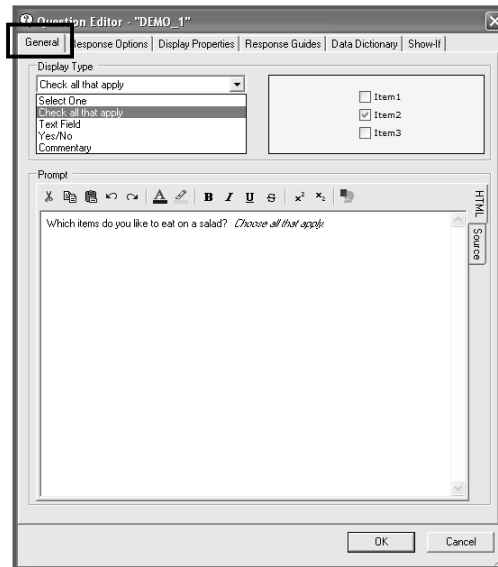 Question Editor - "DEMO_1"
General Response Options Display Properties Response Guides Data Dictionary Show-If
Display Type
Check all that apply
Select One
Check all that apply
Text Field
Yes/No
Commentary
Item1
Item2
Item3
Prompt
A B I U S x² x₂
Which items do you like to eat on a salad? Choose all that apply.
HTML
Source
OK Cancel